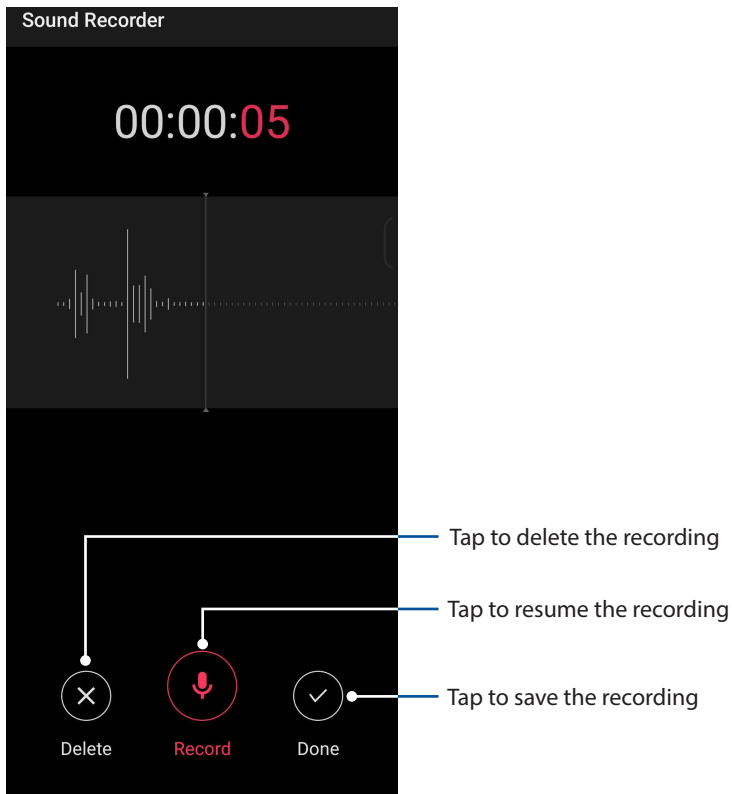 Sound Recorder
00:00:05
Tap to delete the recording
Tap to resume the recording
Tap to save the recording
Delete
Record
Done